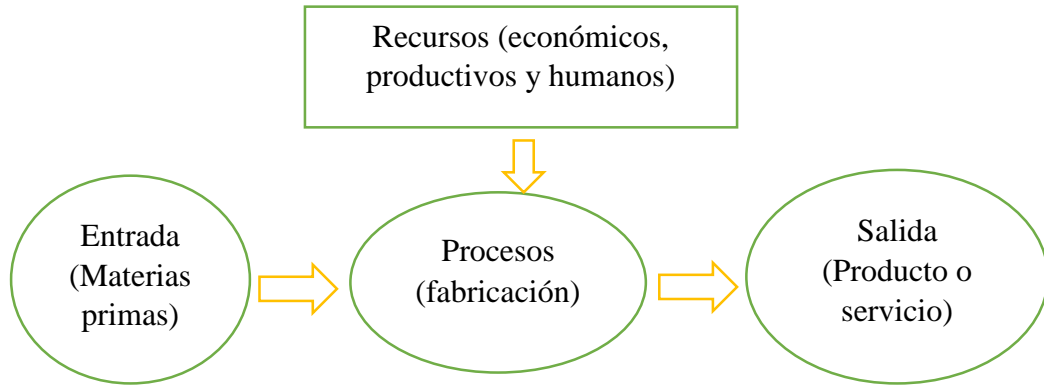 Recursos (económicos,
productivos y humanos)
Entrada
(Materias
primas)
Procesos
(fabricación)
Salida
(Producto o
servicio)